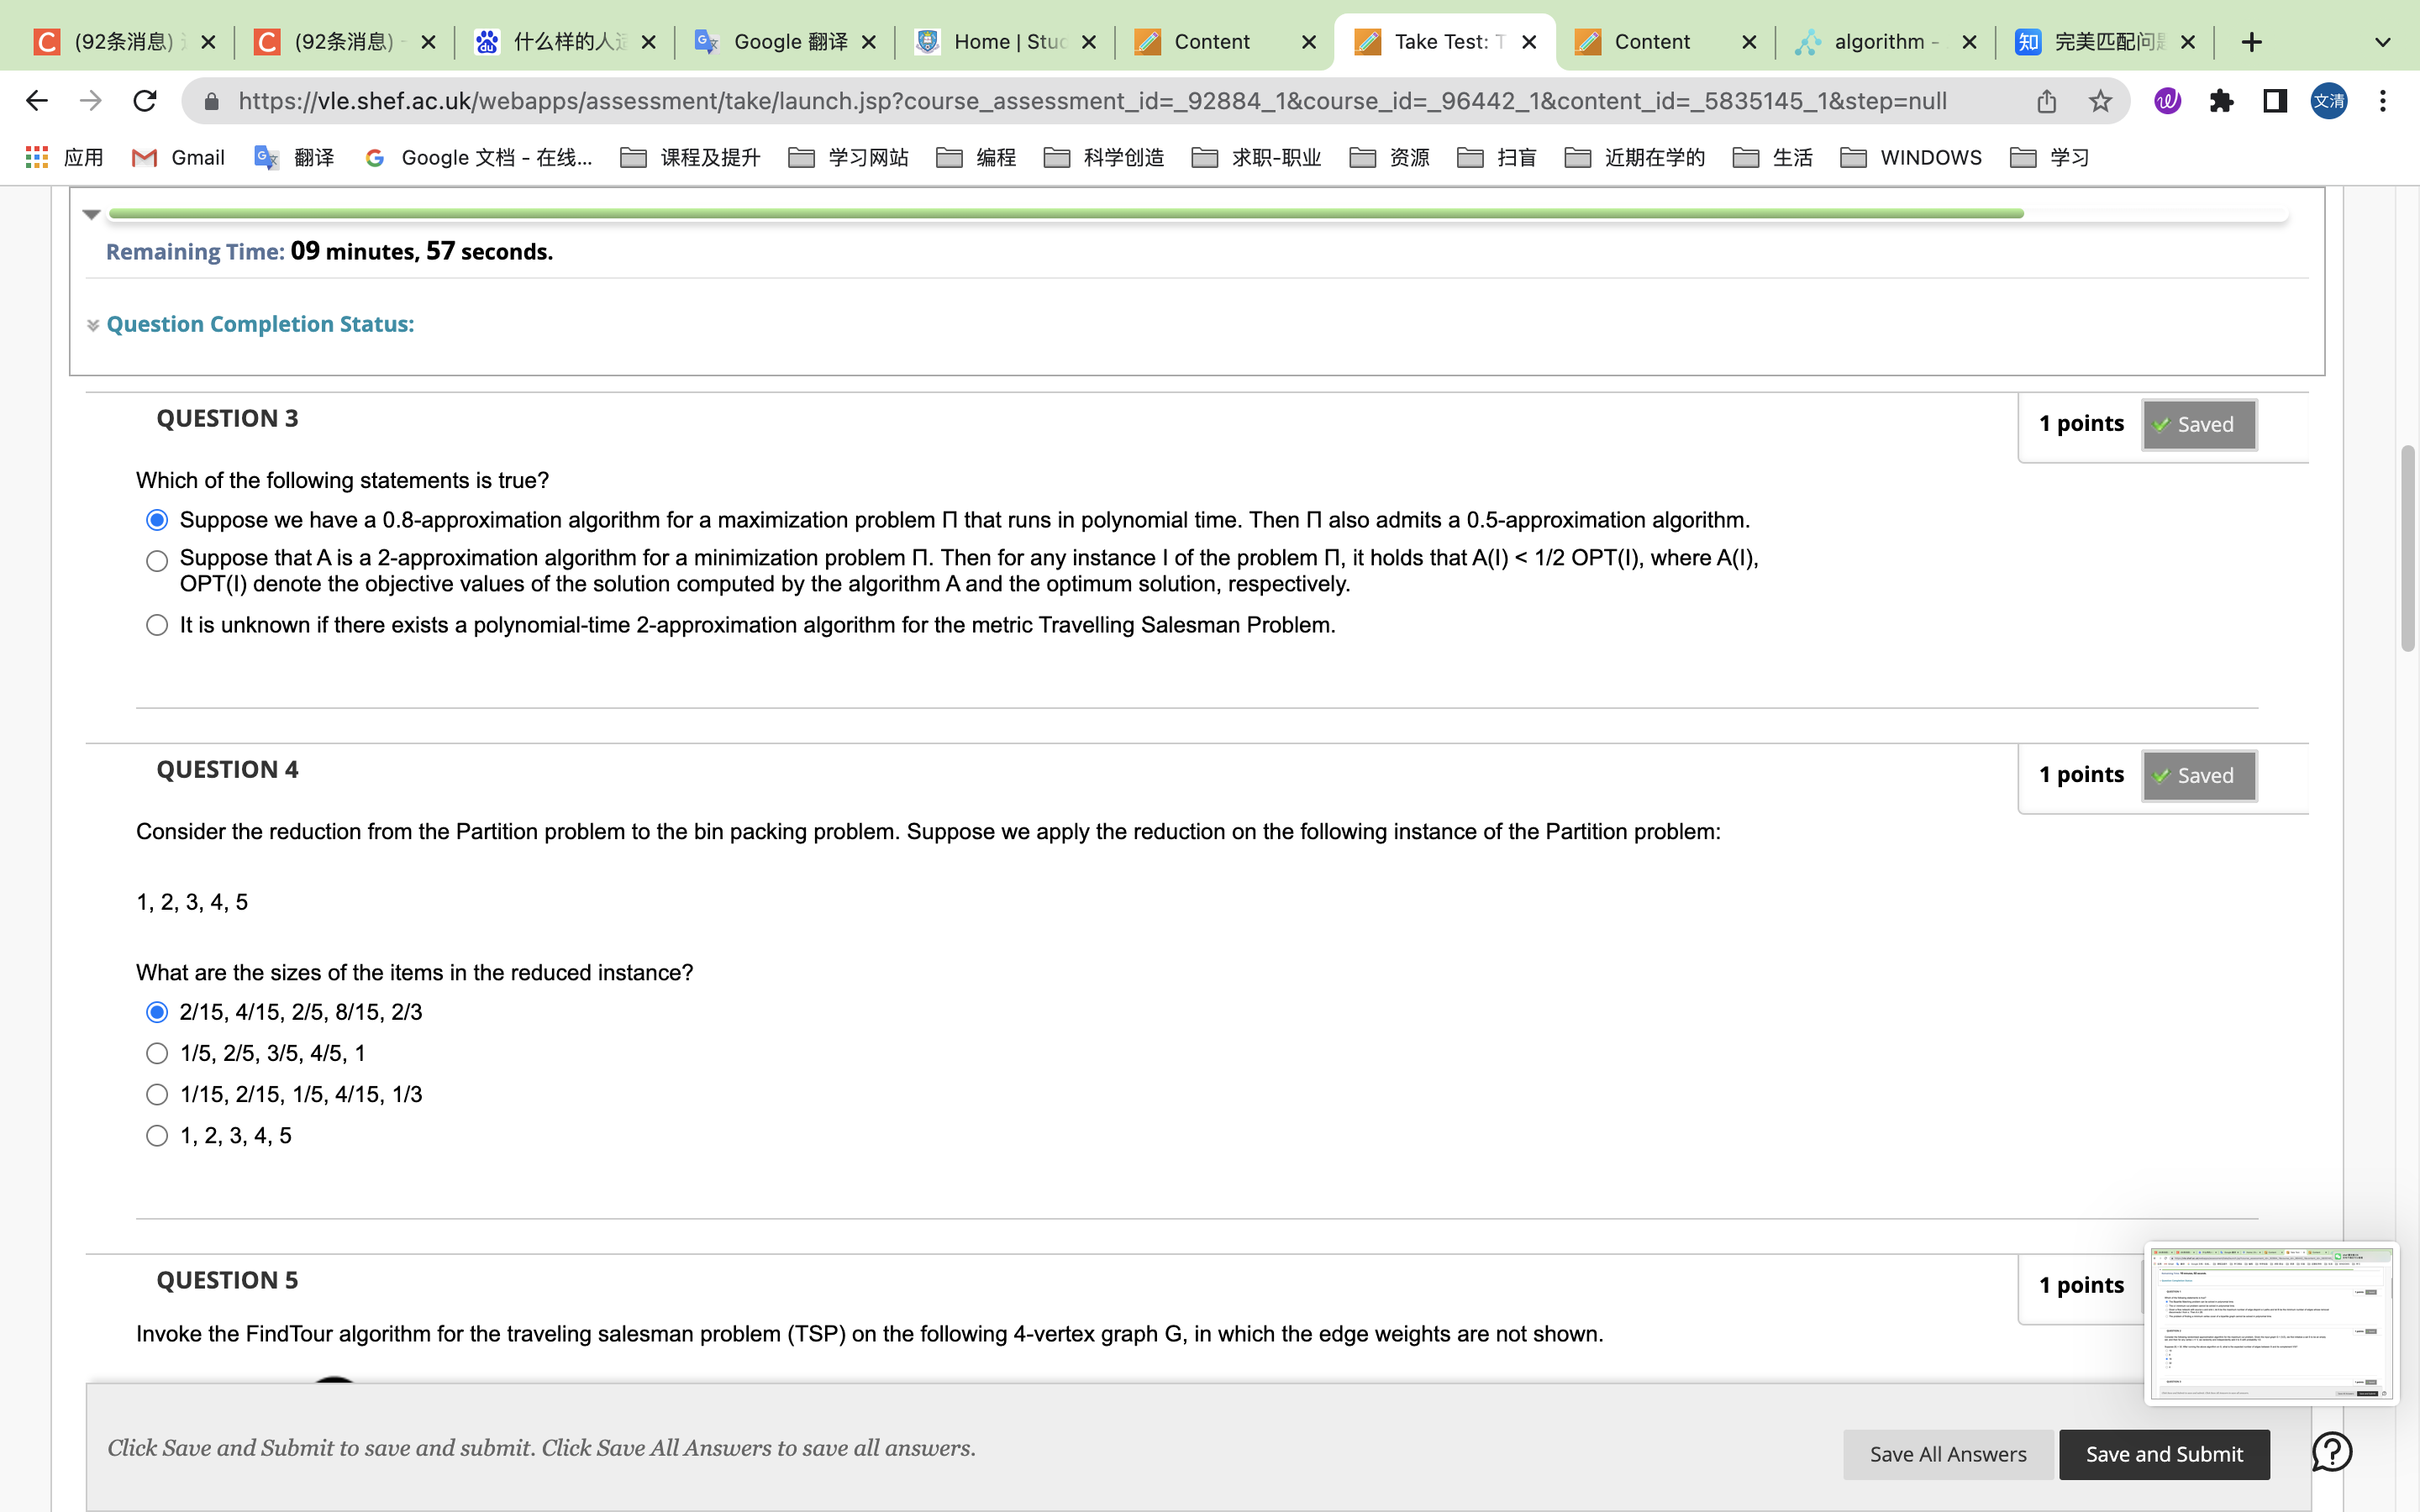 (92条消息)
(92条消息)
什么样的人
Google 翻译
Home | Stuc
Content
Take Test: T
Content
algorithm -
完美匹配问
https://vle.shef.ac.uk/webapps/assessment/take/launch.jsp?course_assessment_id=_92884_1&course_id=_96442_1&content_id=_5835145_1&step=null
文清
应用 Gmail 翻译 Google 文档 - 在线... 课程及提升 学习网站 编程 科学创造 求职-职业 资源 扫盲 近期在学的 生活 WINDOWS 学习
Remaining Time: 09 minutes, 57 seconds.
Question Completion Status:
QUESTION 3
1 points Saved
Which of the following statements is true?
Suppose we have a 0.8-approximation algorithm for a maximization problem Π that runs in polynomial time. Then Π also admits a 0.5-approximation algorithm.
Suppose that A is a 2-approximation algorithm for a minimization problem Π. Then for any instance I of the problem Π, it holds that A(I) < 1/2 OPT(I), where A(I),
OPT(I) denote the objective values of the solution computed by the algorithm A and the optimum solution, respectively.
It is unknown if there exists a polynomial-time 2-approximation algorithm for the metric Travelling Salesman Problem.
QUESTION 4
1 points Saved
Consider the reduction from the Partition problem to the bin packing problem. Suppose we apply the reduction on the following instance of the Partition problem:
1, 2, 3, 4, 5
What are the sizes of the items in the reduced instance?
2/15, 4/15, 2/5, 8/15, 2/3
1/5, 2/5, 3/5, 4/5, 1
1/15, 2/15, 1/5, 4/15, 1/3
1, 2, 3, 4, 5
QUESTION 5
1 points
Invoke the FindTour algorithm for the traveling salesman problem (TSP) on the following 4-vertex graph G, in which the edge weights are not shown.
Click Save and Submit to save and submit. Click Save All Answers to save all answers.
Save All Answers Save and Submit